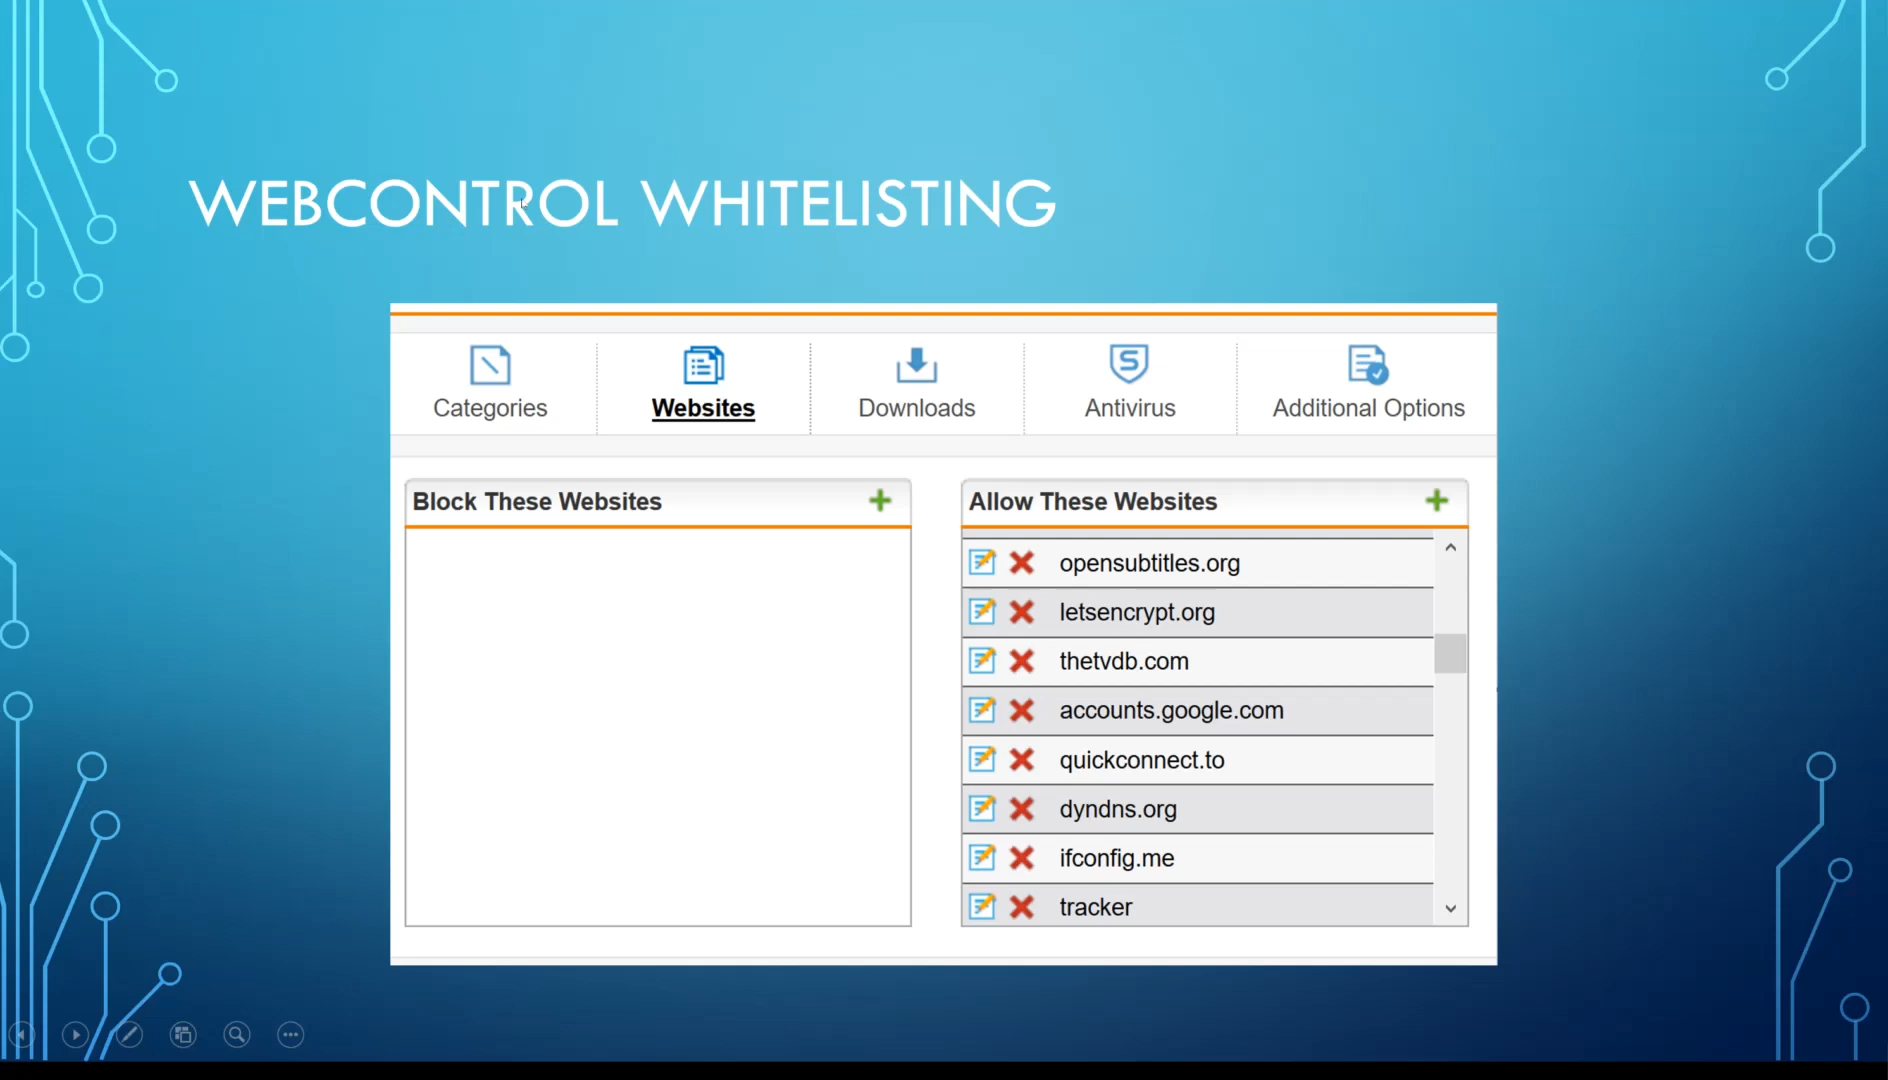 WEBCONTROL WHITELISTING
Categories
Websites
Downloads
Antivirus
Additional Options
Block These Websites
Allow These Websites
opensubtitles.org
letsencrypt.org
thetvdb.com
accounts.google.com
quickconnect.to
dyndns.org
ifconfig.me
tracker